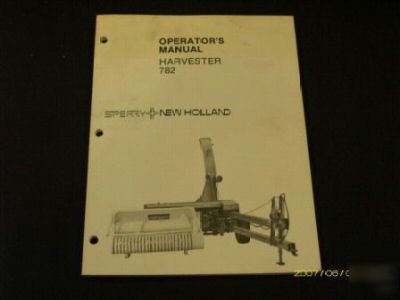 OPERATOR'S
MANUAL
HARVESTER
782
SPERRY NEW HOLLAND